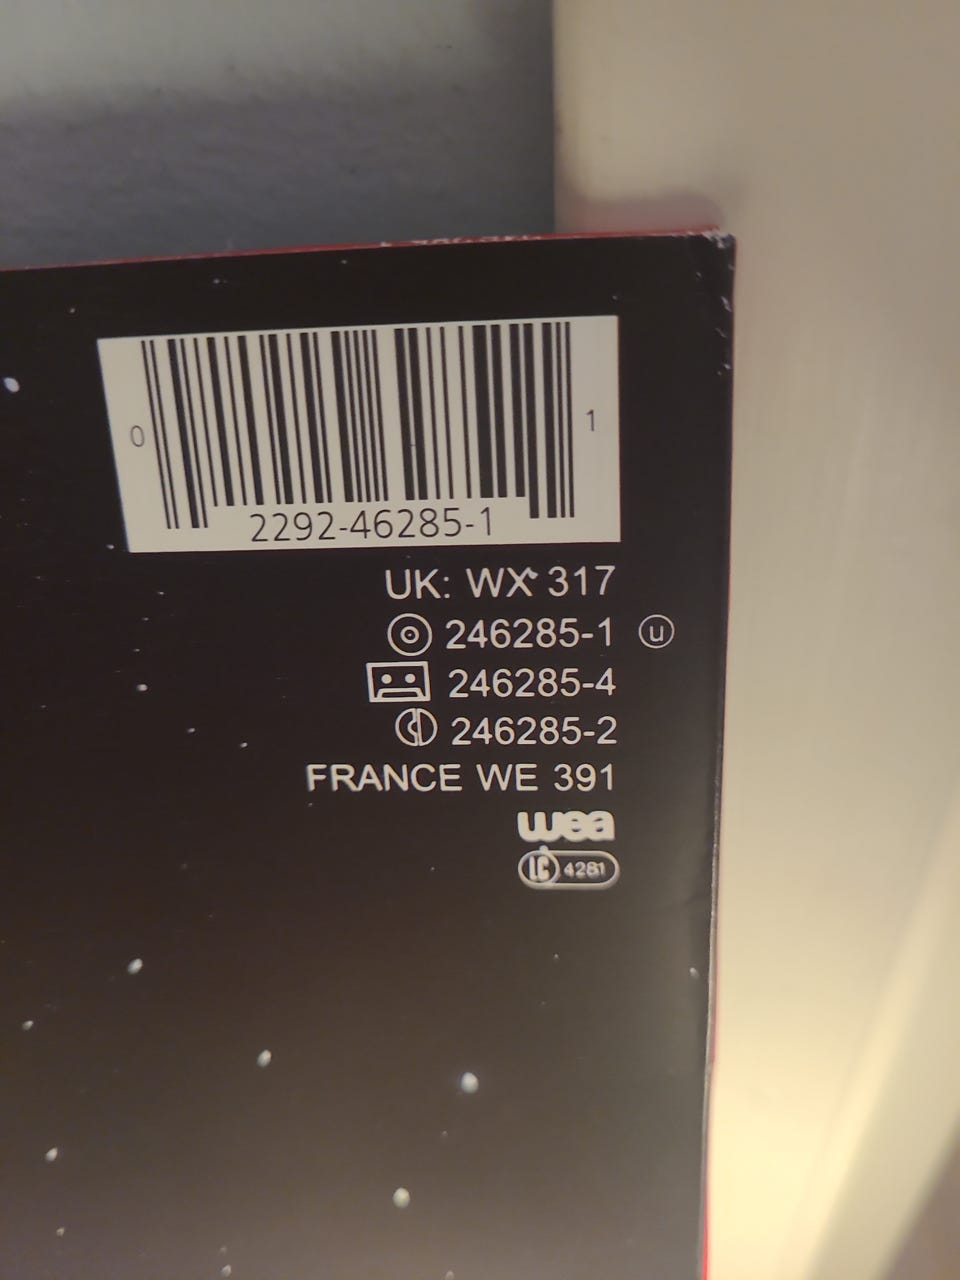 0
1
2292-46285-1
UK: WX 317
246285-1 u
246285-4
246285-2
FRANCE WE 391
wea
LC 4281